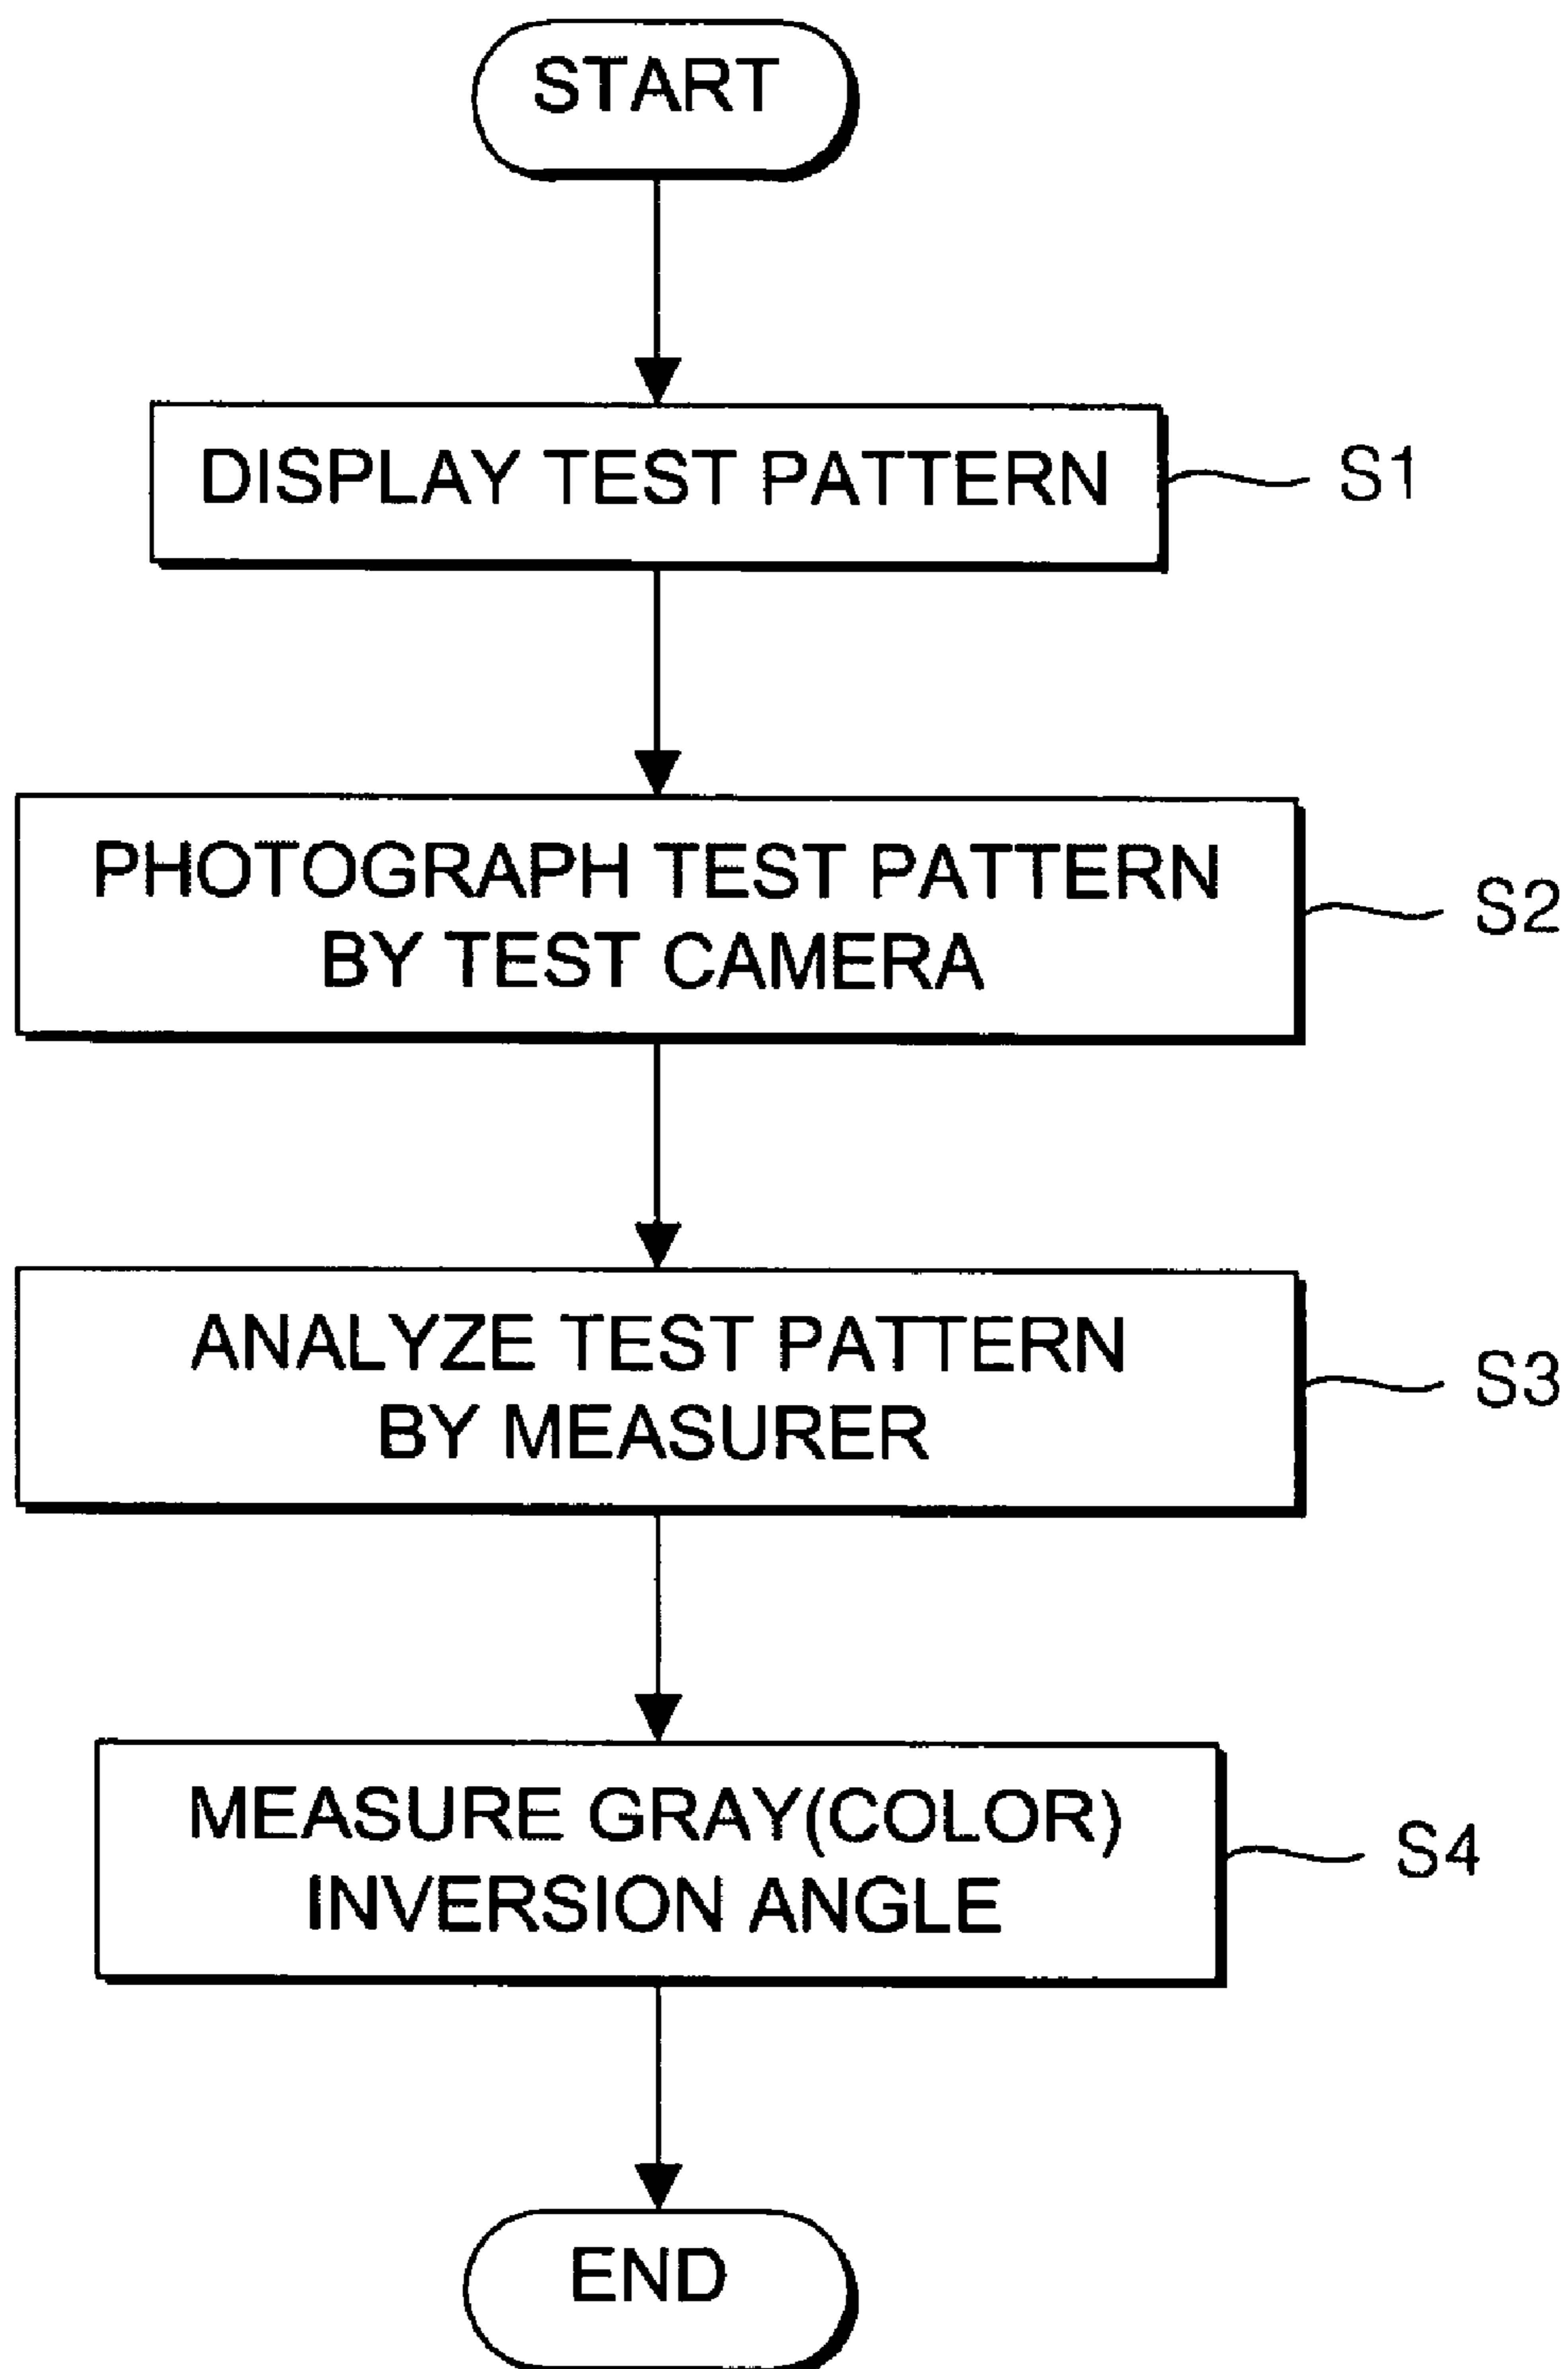 START
DISPLAY TEST PATTERN
S1
PHOTOGRAPH TEST PATTERN
BY TEST CAMERA
S2
ANALYZE TEST PATTERN
BY MEASURER
S3
MEASURE GRAY(COLOR)
INVERSION ANGLE
S4
END